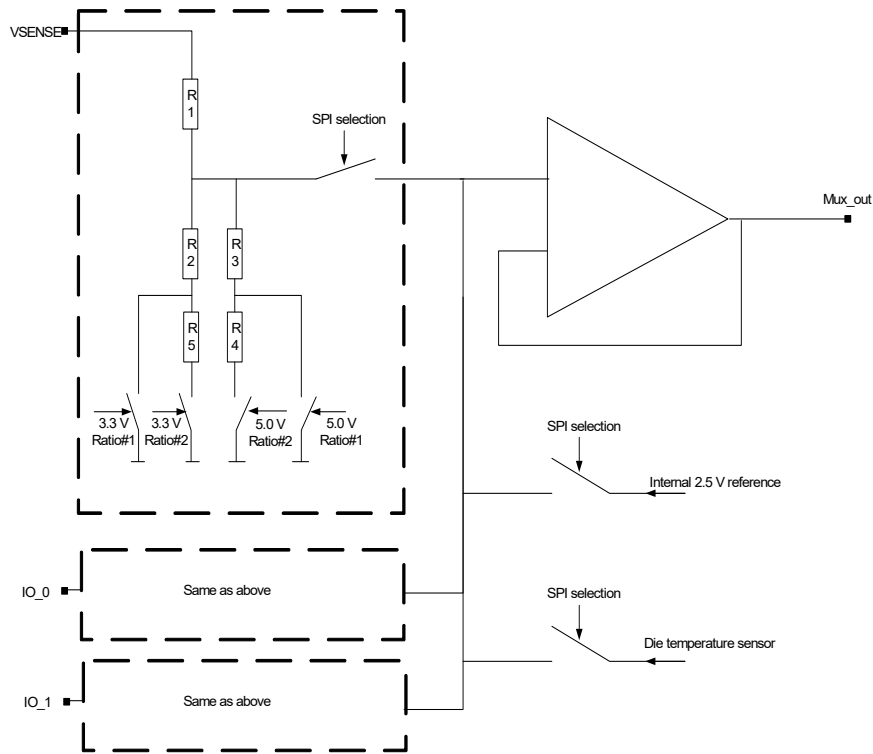 VSENSE
R
1
SPI selection
Mux_out
R
2
R
3
R
5
R
4
3.3 V
Ratio#1
3.3 V
Ratio#2
5.0 V
Ratio#2
5.0 V
Ratio#1
SPI selection
Internal 2.5 V reference
IO_0
Same as above
SPI selection
Die temperature sensor
IO_1
Same as above